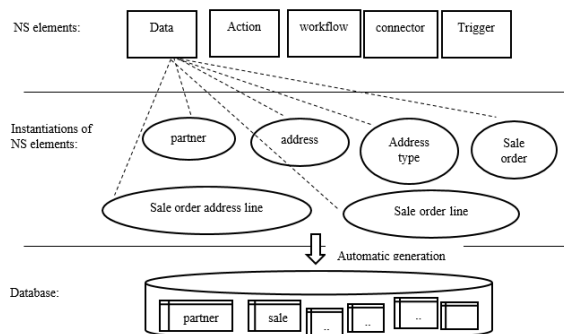 NS elements:
Data
Action
workflow
connector
Trigger
Instantiations of
NS elements:
partner
address
Address
type
Sale
order
Sale order address line
Sale order line
Automatic generation
Database:
partner
sale
..
..
..
..